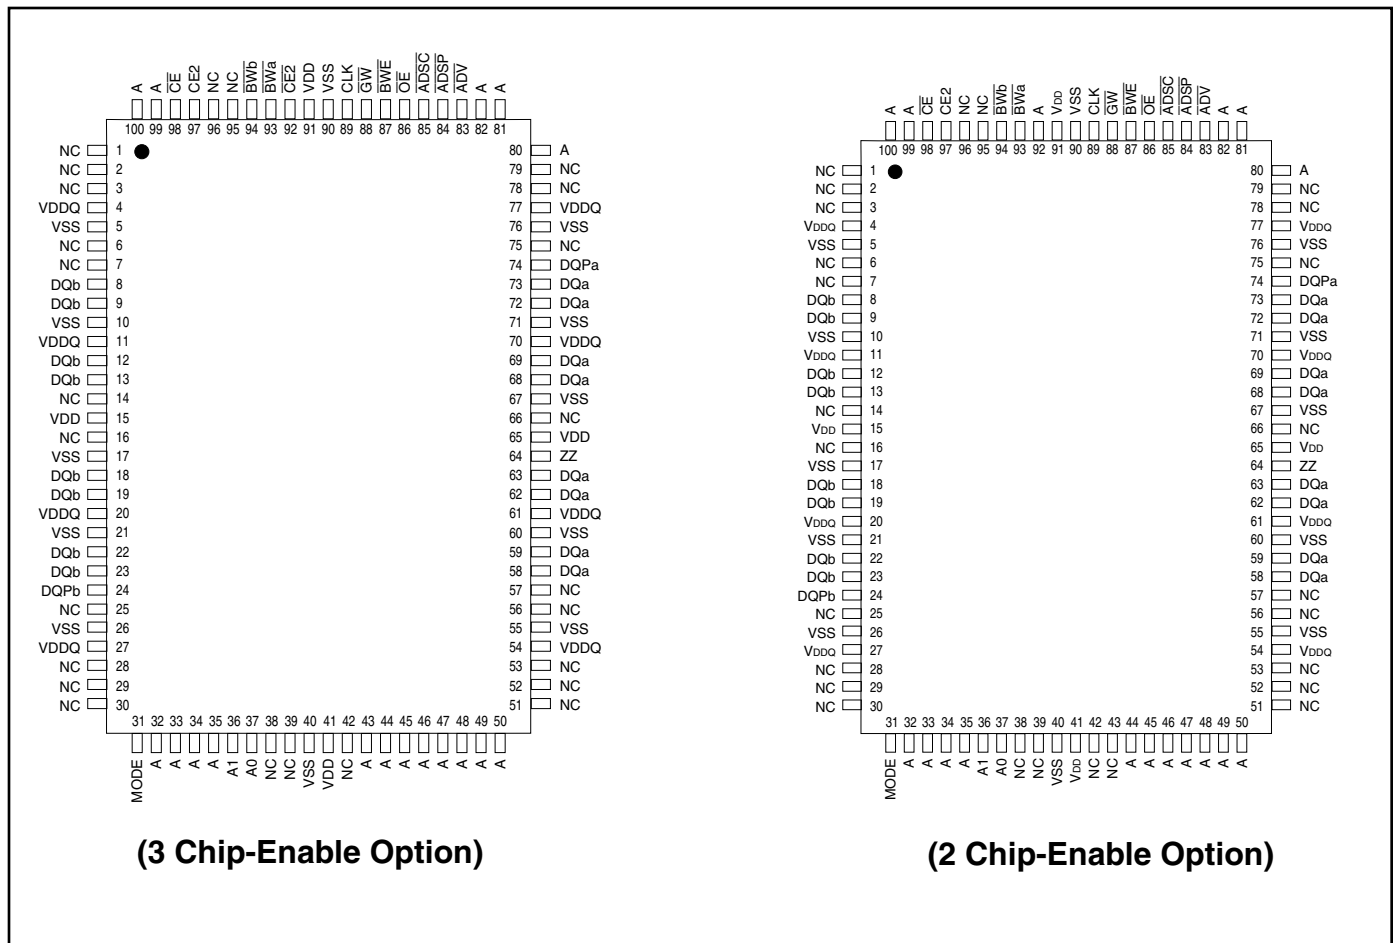 A A CE CE2 NC NC BWb BWa CE2 VDD VSS CLK GW BWE OE ADSC ADSP ADV A A
100 99 98 97 96 95 94 93 92 91 90 89 88 87 86 85 84 83 82 81
NC 1 80 A
NC 2 79 NC
NC 3 78 NC
VDDQ 4 77 VDDQ
VSS 5 76 VSS
NC 6 75 NC
NC 7 74 DQPa
DQb 8 73 DQa
DQb 9 72 DQa
VSS 10 71 VSS
VDDQ 11 70 VDDQ
DQb 12 69 DQa
DQb 13 68 DQa
NC 14 67 VSS
VDD 15 66 NC
NC 16 65 VDD
VSS 17 64 ZZ
DQb 18 63 DQa
DQb 19 62 DQa
VDDQ 20 61 VDDQ
VSS 21 60 VSS
DQb 22 59 DQa
DQb 23 58 DQa
DQPb 24 57 NC
NC 25 56 NC
VSS 26 55 VSS
VDDQ 27 54 VDDQ
NC 28 53 NC
NC 29 52 NC
NC 30 51 NC
31 32 33 34 35 36 37 38 39 40 41 42 43 44 45 46 47 48 49 50
MODE A A A A A1 A0 NC NC VSS VDD NC A A A A A A A A
(3 Chip-Enable Option)
A A CE CE2 NC NC BWb BWa A VDD VSS CLK GW BWE OE ADSC ADSP ADV A A
100 99 98 97 96 95 94 93 92 91 90 89 88 87 86 85 84 83 82 81
NC 1 80 A
NC 2 79 NC
NC 3 78 NC
VDDQ 4 77 VDDQ
VSS 5 76 VSS
NC 6 75 NC
NC 7 74 DQPa
DQb 8 73 DQa
DQb 9 72 DQa
VSS 10 71 VSS
VDDQ 11 70 VDDQ
DQb 12 69 DQa
DQb 13 68 DQa
NC 14 67 VSS
VDD 15 66 NC
NC 16 65 VDD
VSS 17 64 ZZ
DQb 18 63 DQa
DQb 19 62 DQa
VDDQ 20 61 VDDQ
VSS 21 60 VSS
DQb 22 59 DQa
DQb 23 58 DQa
DQPb 24 57 NC
NC 25 56 NC
VSS 26 55 VSS
VDDQ 27 54 VDDQ
NC 28 53 NC
NC 29 52 NC
NC 30 51 NC
31 32 33 34 35 36 37 38 39 40 41 42 43 44 45 46 47 48 49 50
MODE A A A A A1 A0 NC NC VSS VDD NC NC A A A A A A A
(2 Chip-Enable Option)